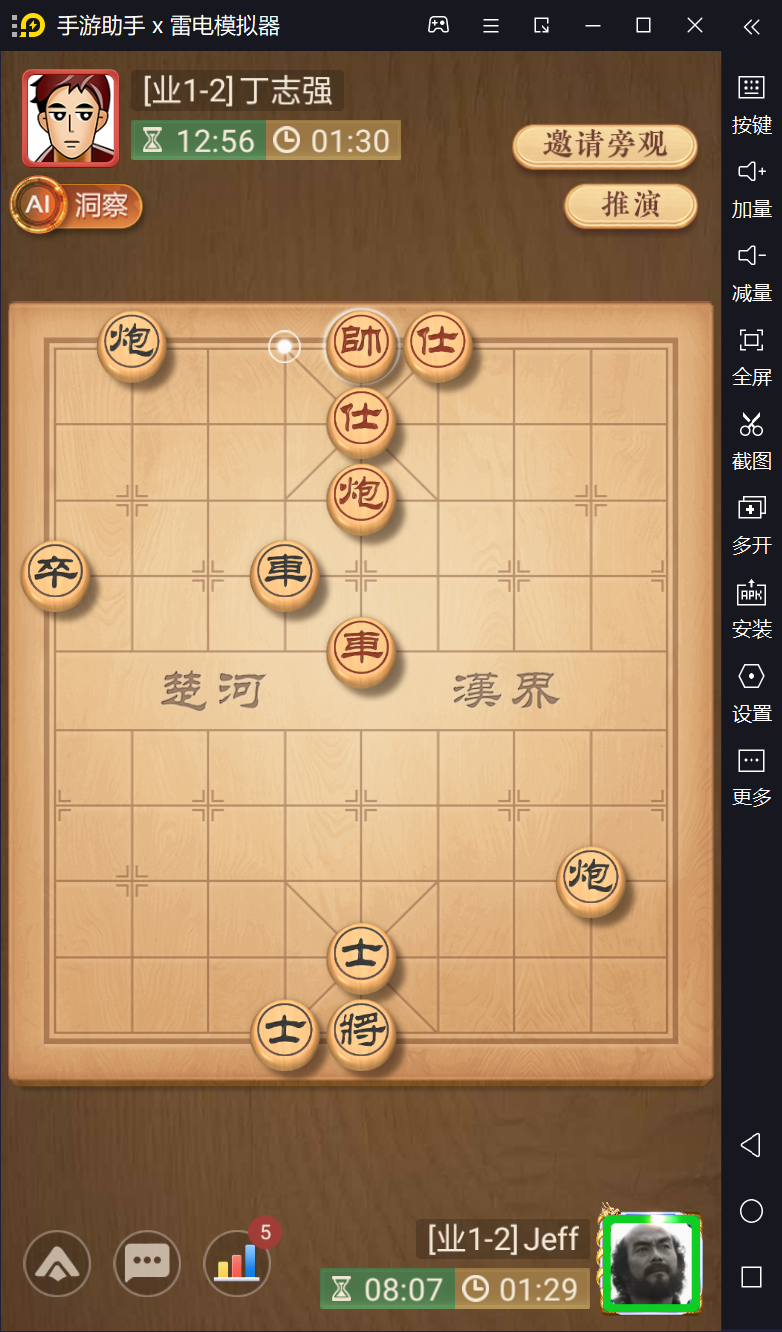 手游助手 x 雷电模拟器
[业1-2]丁志强
12:56
01:30
邀请旁观
AI 洞察
推演
炮 帥 仕
仕
炮
卒 車
車
楚河 漢界
炮
士
士 將
5
[业1-2]Jeff
08:07
01:29
按键
加量
减量
全屏
截图
多开
APK
安装
设置
更多